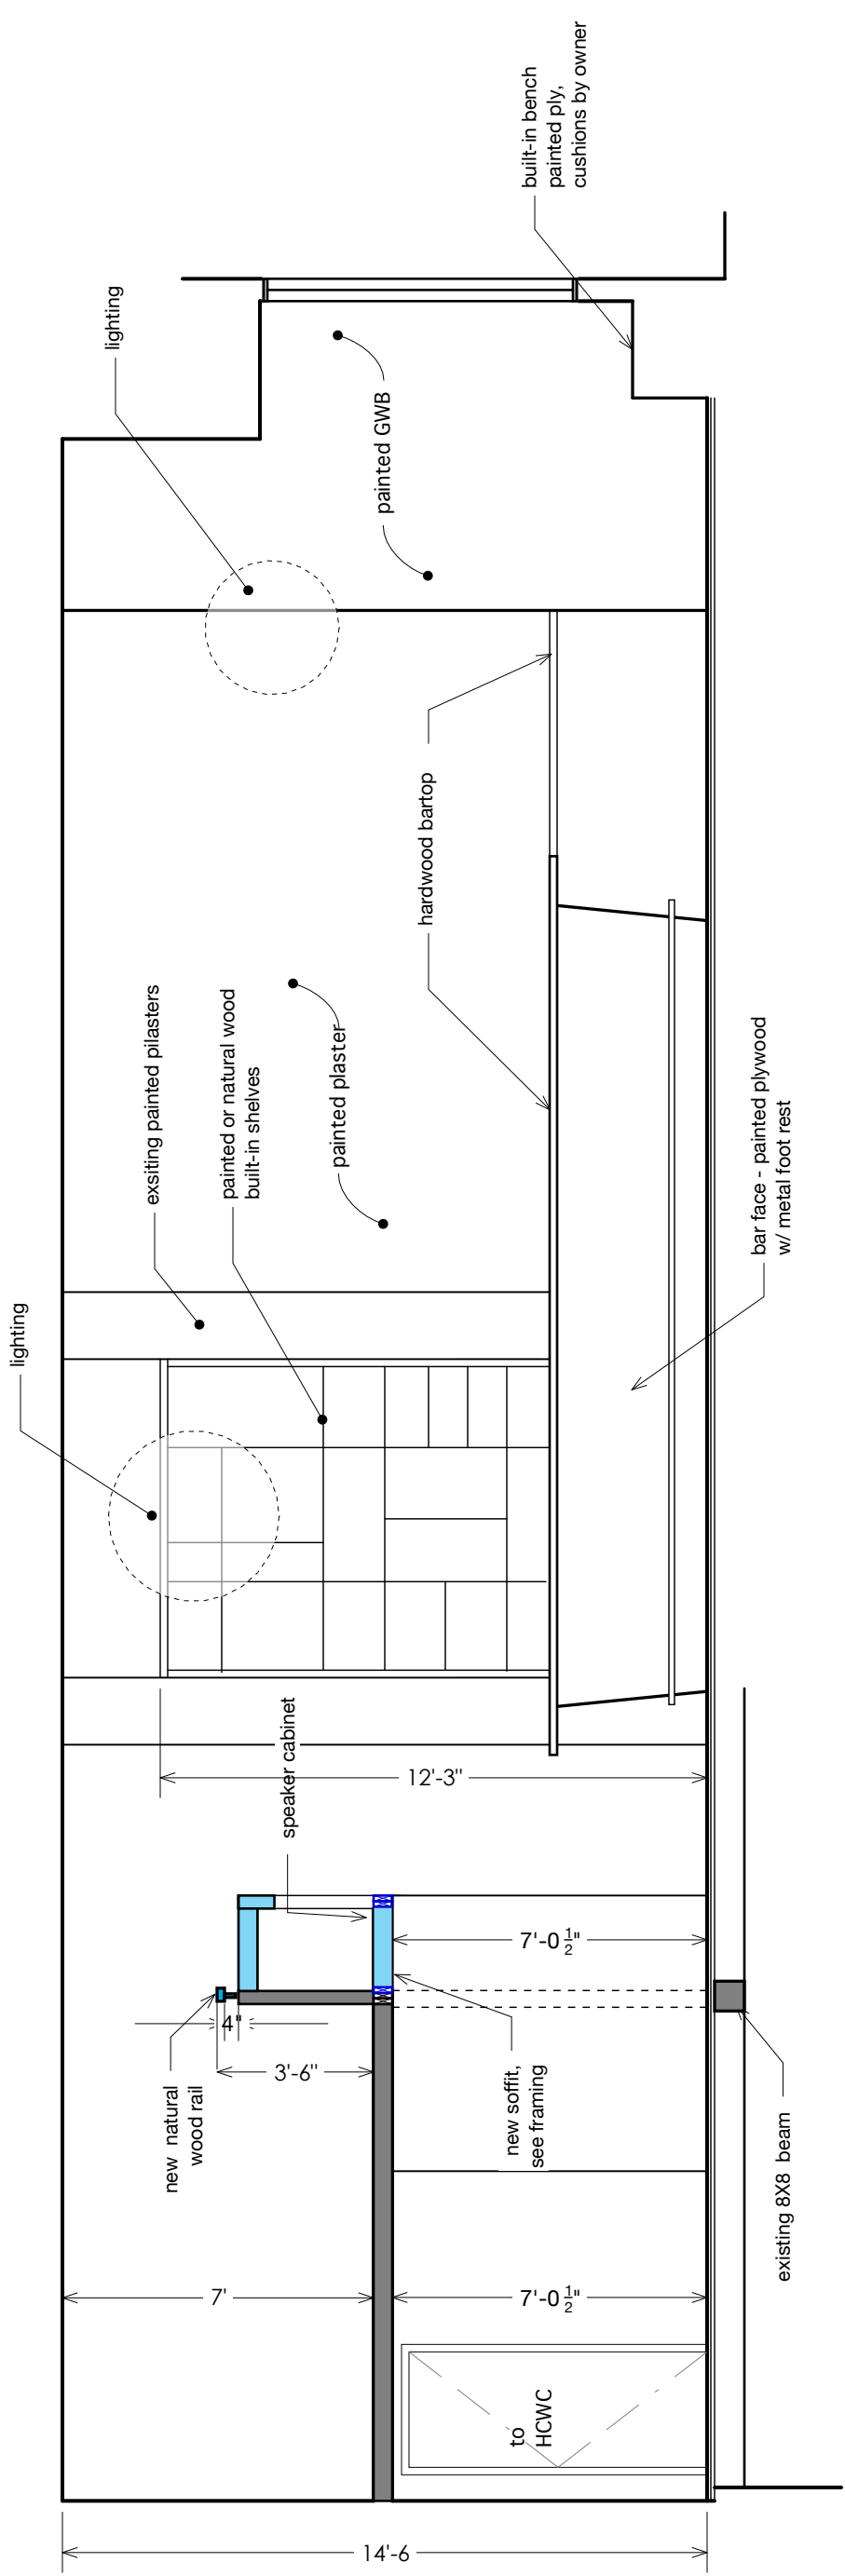 lighting
exsiting painted pilasters
painted or natural wood
built-in shelves
painted plaster
hardwood bartop
lighting
painted GWB
built-in bench
painted ply,
cushions by owner
speaker cabinet
12'-3"
7'-0 1/2"
4"
3'-6"
new natural
wood rail
new soffit,
see framing
7'
7'-0 1/2"
to
HCWC
14'-6
existing 8X8 beam
bar face - painted plywood
w/ metal foot rest